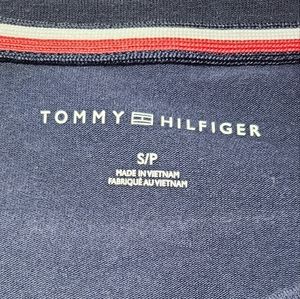 TOMMY HILFIGER
S/P
MADE IN VIETNAM
FABRIQUÉ AU VIETNAM